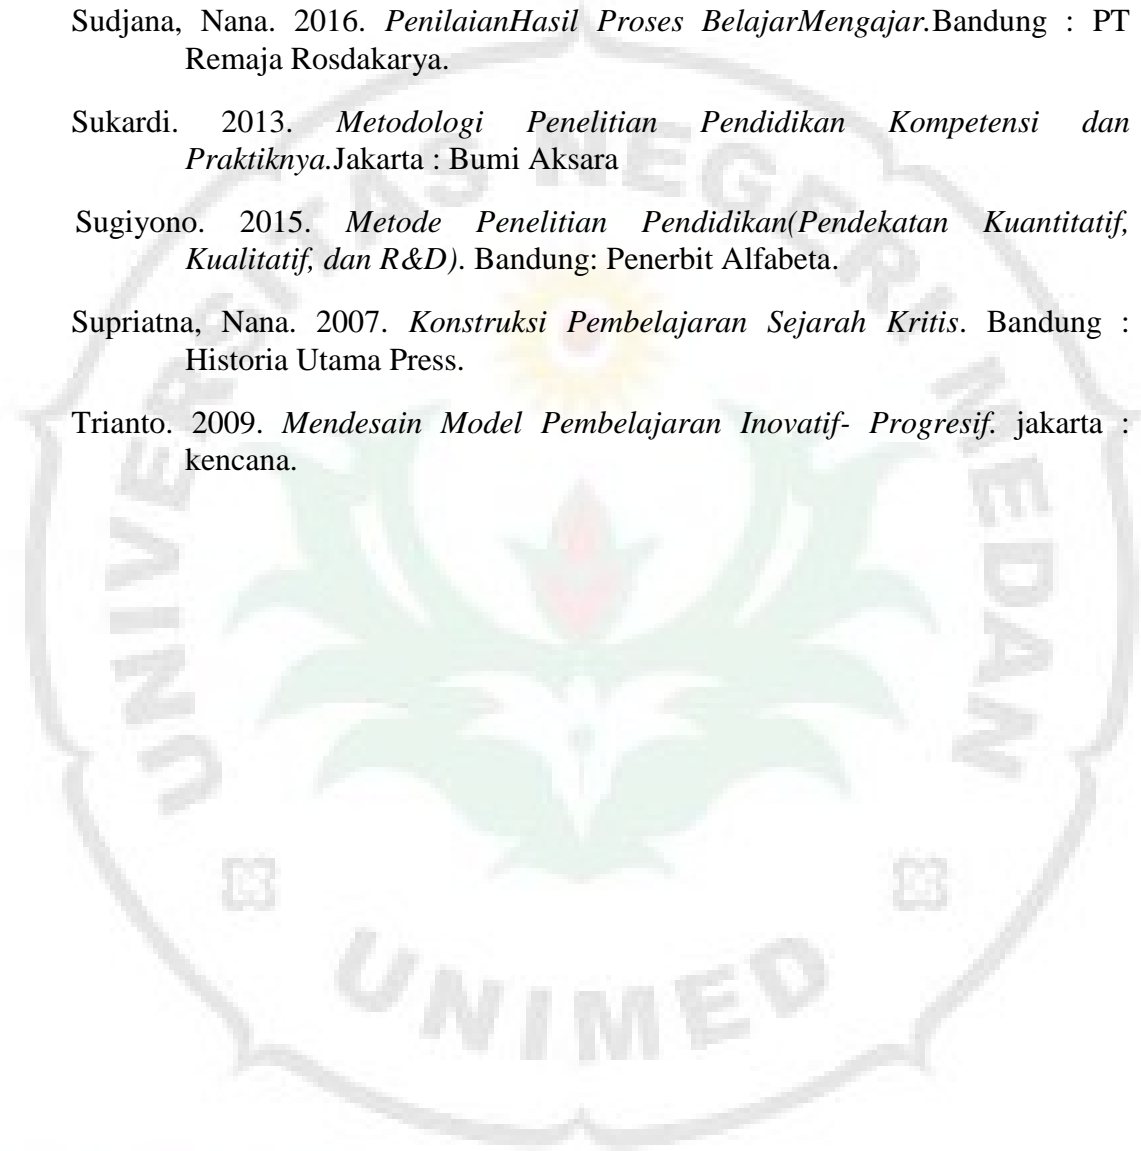 Sudjana, Nana. 2016. PenilaianHasil Proses BelajarMengajar.Bandung : PT
Remaja Rosdakarya.
Sukardi. 2013. Metodologi Penelitian Pendidikan Kompetensi dan
Praktiknya.Jakarta : Bumi Aksara
Sugiyono. 2015. Metode Penelitian Pendidikan(Pendekatan Kuantitatif,
Kualitatif, dan R&D). Bandung: Penerbit Alfabeta.
Supriatna, Nana. 2007. Konstruksi Pembelajaran Sejarah Kritis. Bandung :
Historia Utama Press.
Trianto. 2009. Mendesain Model Pembelajaran Inovatif- Progresif. jakarta :
kencana.
UNIVERSITAS NEGERI MEDAN
UNIMED